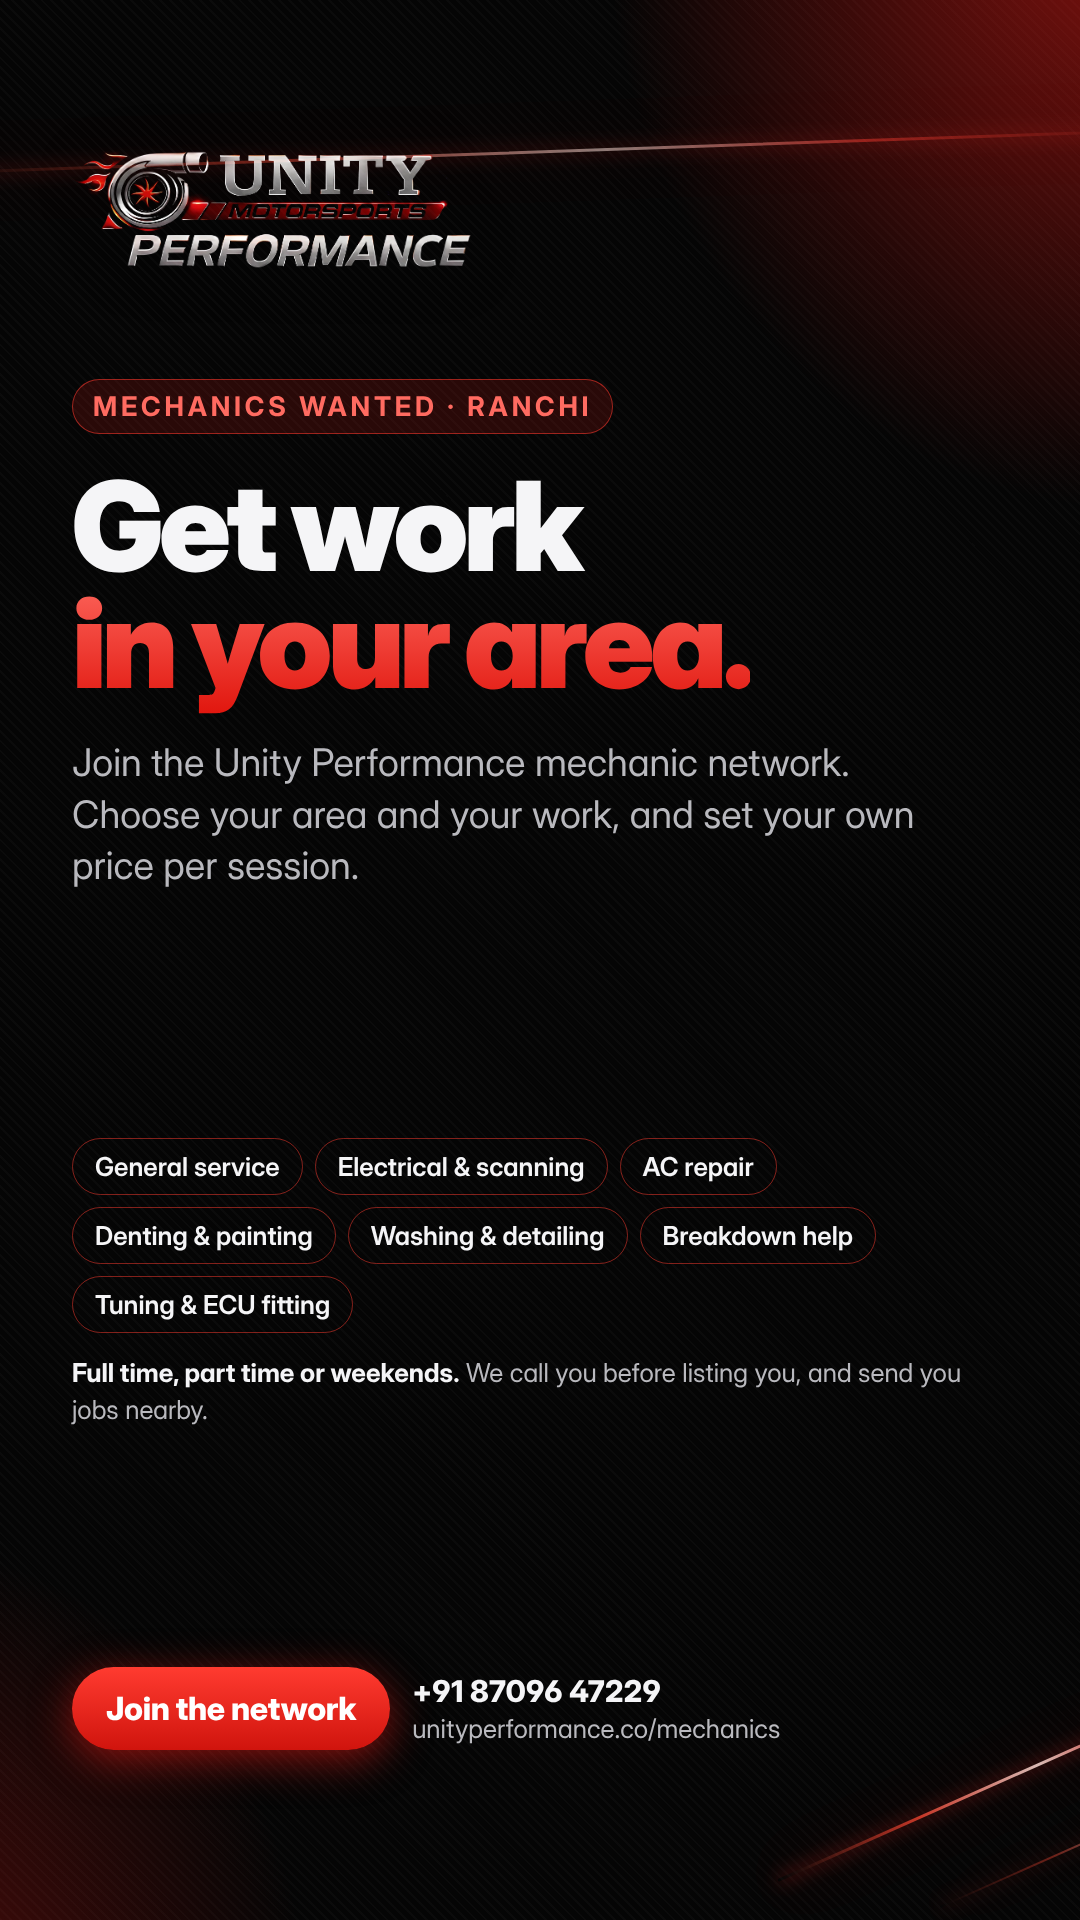 UNITY
MOTORSPORTS
PERFORMANCE
MECHANICS WANTED · RANCHI
Get work
in your area.
Join the Unity Performance mechanic network.
Choose your area and your work, and set your own
price per session.
General service
Electrical & scanning
AC repair
Denting & painting
Washing & detailing
Breakdown help
Tuning & ECU fitting
Full time, part time or weekends. We call you before listing you, and send you
jobs nearby.
Join the network
+91 87096 47229
unityperformance.co/mechanics